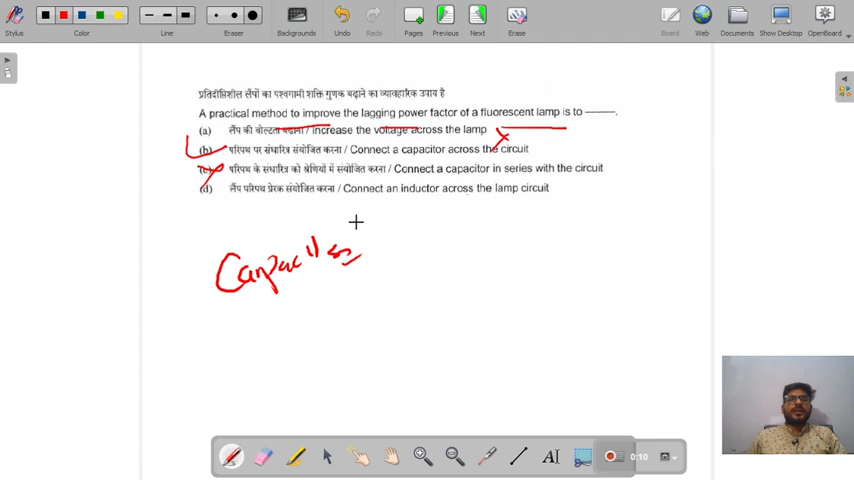 Stylus
Color
Line
Eraser
Backgrounds
Undo
Redo
Pages
Previous
Next
Erase
Board
Web
Documents
Show Desktop
OpenBoard
प्रतिदीप्तिशील लैंपों का पश्चगामी शक्ति गुणक बढ़ाने का व्यावहारिक उपाय है
A practical method to improve the lagging power factor of a fluorescent lamp is to ———.
(a) लैंप की वोल्टता बढ़ाना / Increase the voltage across the lamp
(b) परिपथ पर संधारित्र संयोजित करना / Connect a capacitor across the circuit
(c) परिपथ के संधारित्र को श्रेणियों में संयोजित करना / Connect a capacitor in series with the circuit
(d) लैंप परिपथ प्रेरक संयोजित करना / Connect an inductor across the lamp circuit
0:10